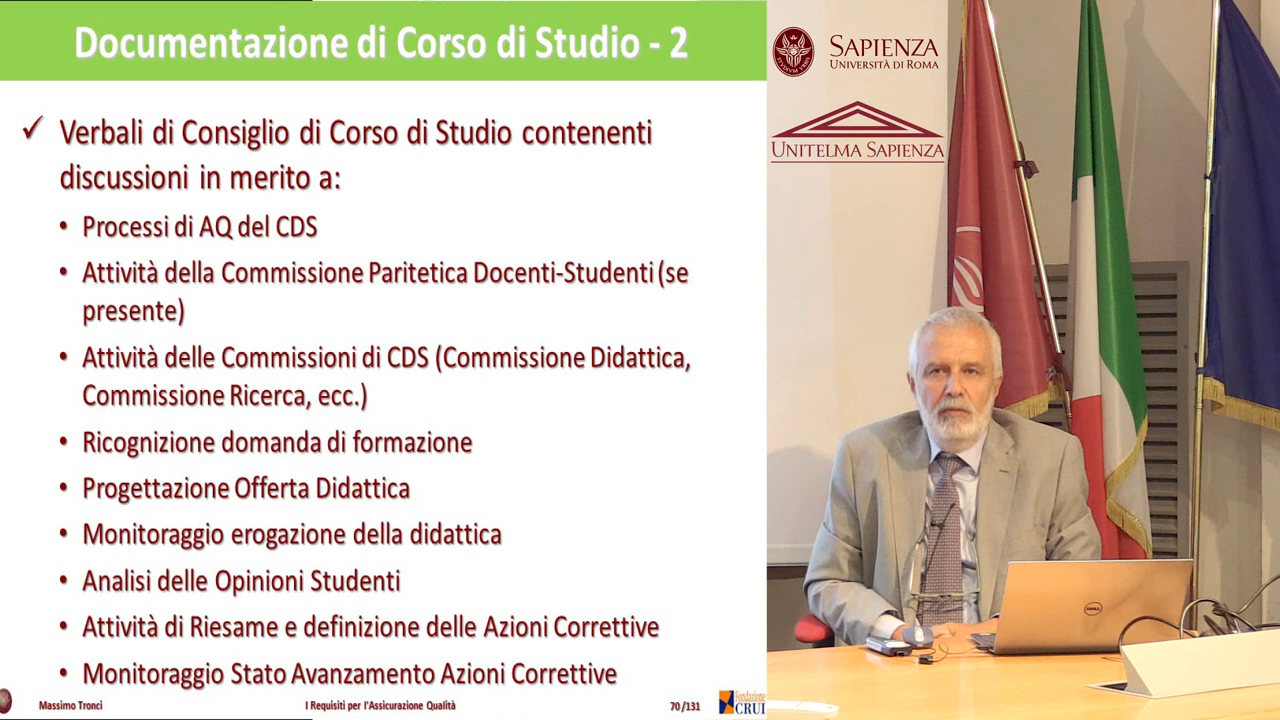 Documentazione di Corso di Studio - 2
✓ Verbali di Consiglio di Corso di Studio contenenti
discussioni in merito a:
• Processi di AQ del CDS
• Attività della Commissione Paritetica Docenti-Studenti (se
presente)
• Attività delle Commissioni di CDS (Commissione Didattica,
Commissione Ricerca, ecc.)
• Ricognizione domanda di formazione
• Progettazione Offerta Didattica
• Monitoraggio erogazione della didattica
• Analisi delle Opinioni Studenti
• Attività di Riesame e definizione delle Azioni Correttive
• Monitoraggio Stato Avanzamento Azioni Correttive
Massimo Tronci
I Requisiti per l'Assicurazione Qualità
70 /131
Fondazione
CRUI
SAPIENZA
UNIVERSITÀ DI ROMA
UNITELMA SAPIENZA
DELL